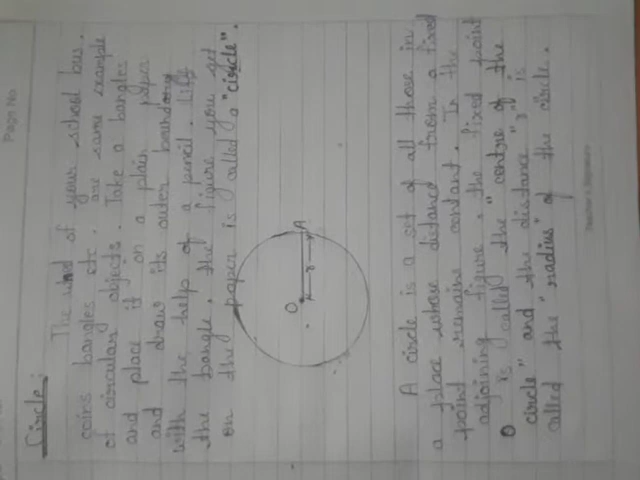 Page No
Circle:
The wheel of your school bus.
coins bangles etc. are same example
of circular objects. Take a bangles
and place it on a plain paper
and draw its outer boundary
with the help of a pencil. Lift
the bangle, the figure you get
on the paper is called a "circle".
O
A
r
A circle is a set of all those in
a place whose distance from a fixed
point remains contant. In the
adjoining figure, the fixed point
O is called the "centre of the
circle" and the distance "r" is
called the "radius" of the circle.
Teacher's Signature